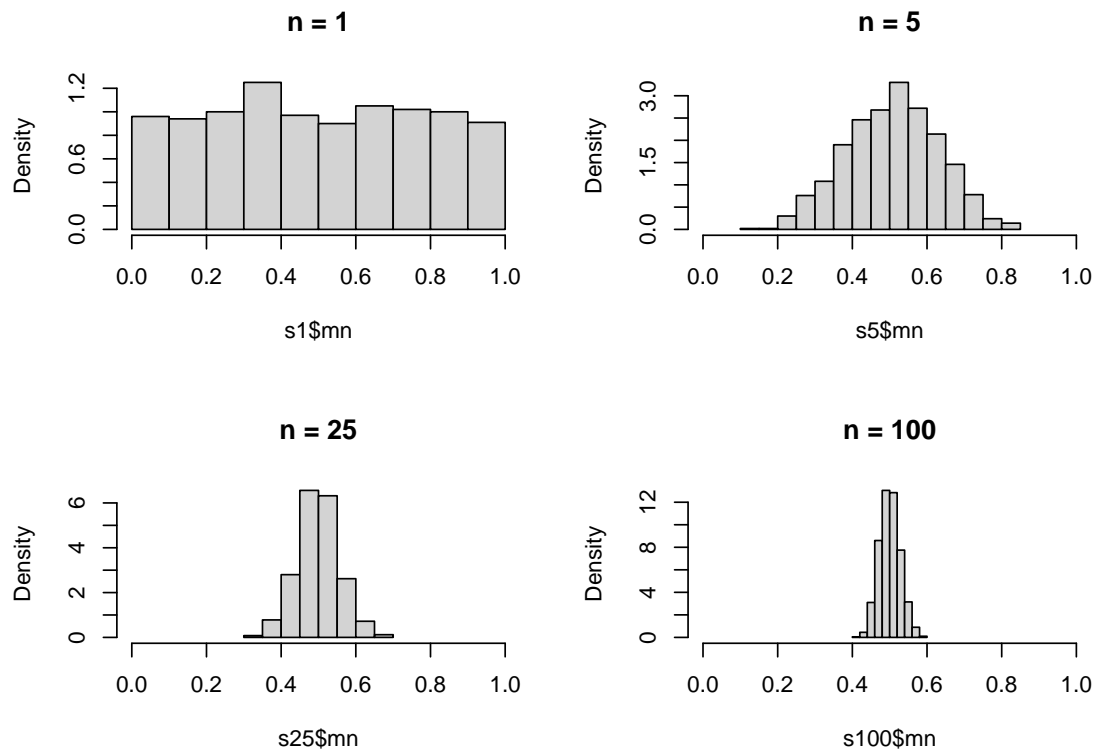 n = 1
Density
0.0 0.6 1.2
0.0 0.2 0.4 0.6 0.8 1.0
s1$mn
n = 5
Density
0.0 1.5 3.0
0.0 0.2 0.4 0.6 0.8 1.0
s5$mn
n = 25
Density
0 2 4 6
0.0 0.2 0.4 0.6 0.8 1.0
s25$mn
n = 100
Density
0 4 8 12
0.0 0.2 0.4 0.6 0.8 1.0
s100$mn